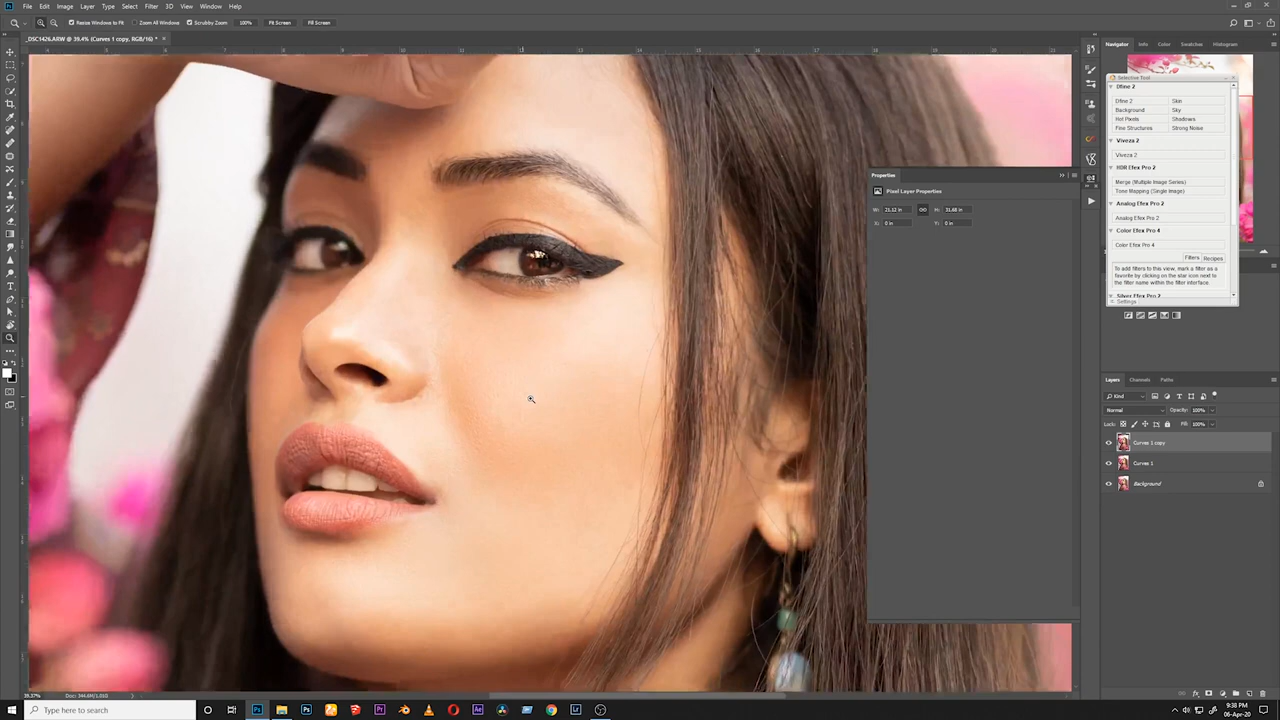 File Edit Image Layer Type Select Filter 3D View Window Help
Resize Windows to Fit Zoom All Windows Scrubby Zoom 100% Fit Screen Fill Screen
_DSC1426.ARW @ 39.4% (Curves 1 copy, RGB/16) *
Navigator Info Color Swatches Histogram
Selective Tool
Dfine 2
Dfine 2 Skin
Background Sky
Hot Pixels Shadows
Fine Structures Strong Noise
Viveza 2
Viveza 2
HDR Efex Pro 2
Merge (Multiple Image Series)
Tone Mapping (Single Image)
Analog Efex Pro 2
Analog Efex Pro 2
Color Efex Pro 4
Color Efex Pro 4
Filters Recipes
To add filters to this view, mark a filter as a
favorite by clicking on the star icon next to
the filter name within the filter interface.
Silver Efex Pro 2
Settings
Properties
Pixel Layer Properties
W: 21.12 in H: 31.68 in
X: 0 in Y: 0 in
Layers Channels Paths
Kind
Normal Opacity: 100%
Lock: Fill: 100%
Curves 1 copy
Curves 1
Background
39.37% Doc: 344.6M/1.01G
Type here to search
9:38 PM
06-Apr-20